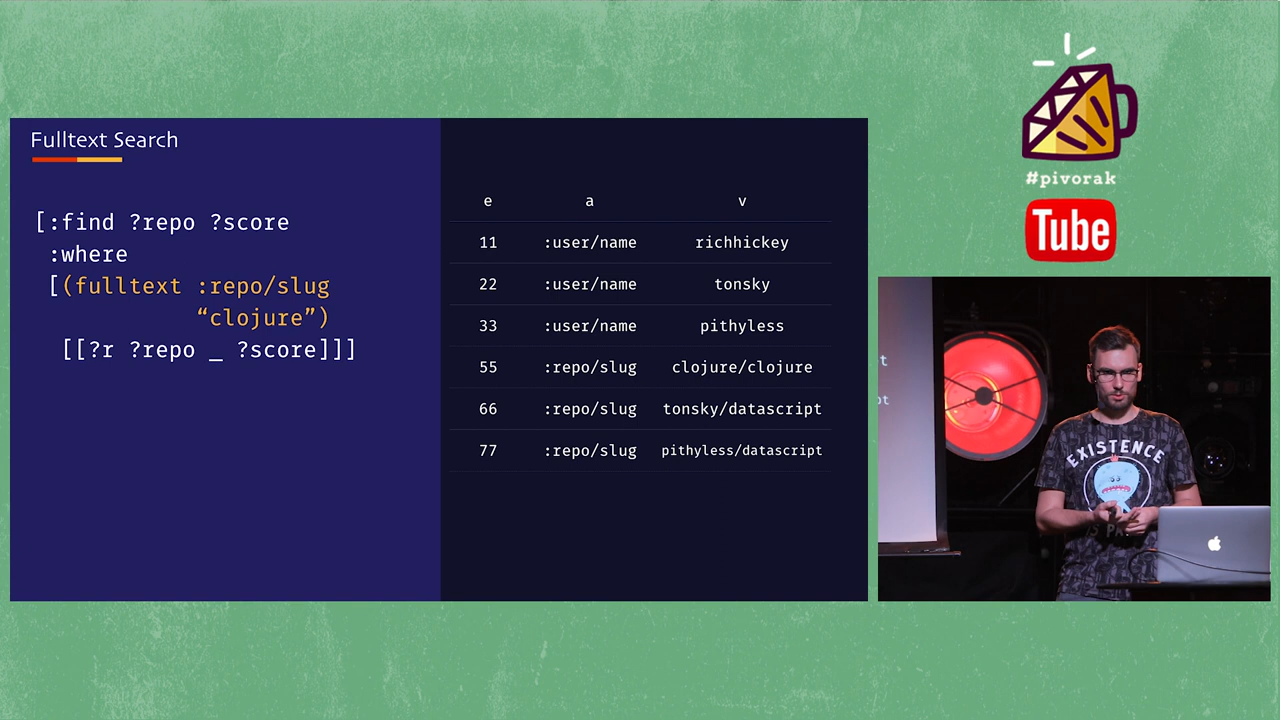 Fulltext Search
[:find ?repo ?score
:where
[(fulltext :repo/slug
“clojure”)
[[?r ?repo _ ?score]]]
e a v
11 :user/name richhickey
22 :user/name tonsky
33 :user/name pithyless
55 :repo/slug clojure/clojure
66 :repo/slug tonsky/datascript
77 :repo/slug pithyless/datascript
#pivorak
Tube
EXISTENCE